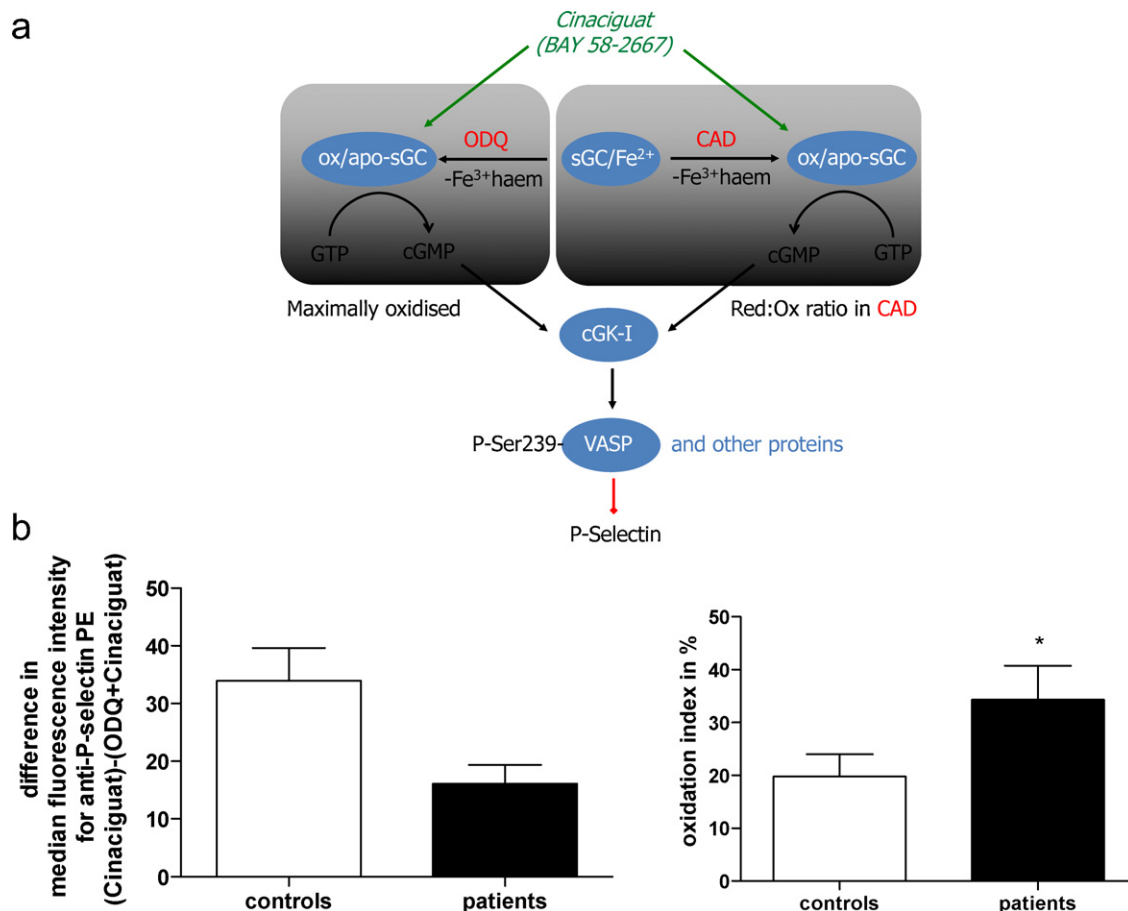 a
Cinaciguat
(BAY 58-2667)
ox/apo-sGC
ODQ
-Fe³⁺haem
sGC/Fe²⁺
CAD
-Fe³⁺haem
ox/apo-sGC
GTP
cGMP
cGMP
GTP
Maximally oxidised
Red:Ox ratio in CAD
cGK-I
P-Ser239-
VASP
and other proteins
P-Selectin
b
difference in
median fluorescence intensity
for anti-P-selectin PE
(Cinaciguat)-(ODQ+Cinaciguat)
50
40
30
20
10
0
controls
patients
oxidation index in %
50
40
30
20
10
0
*
controls
patients